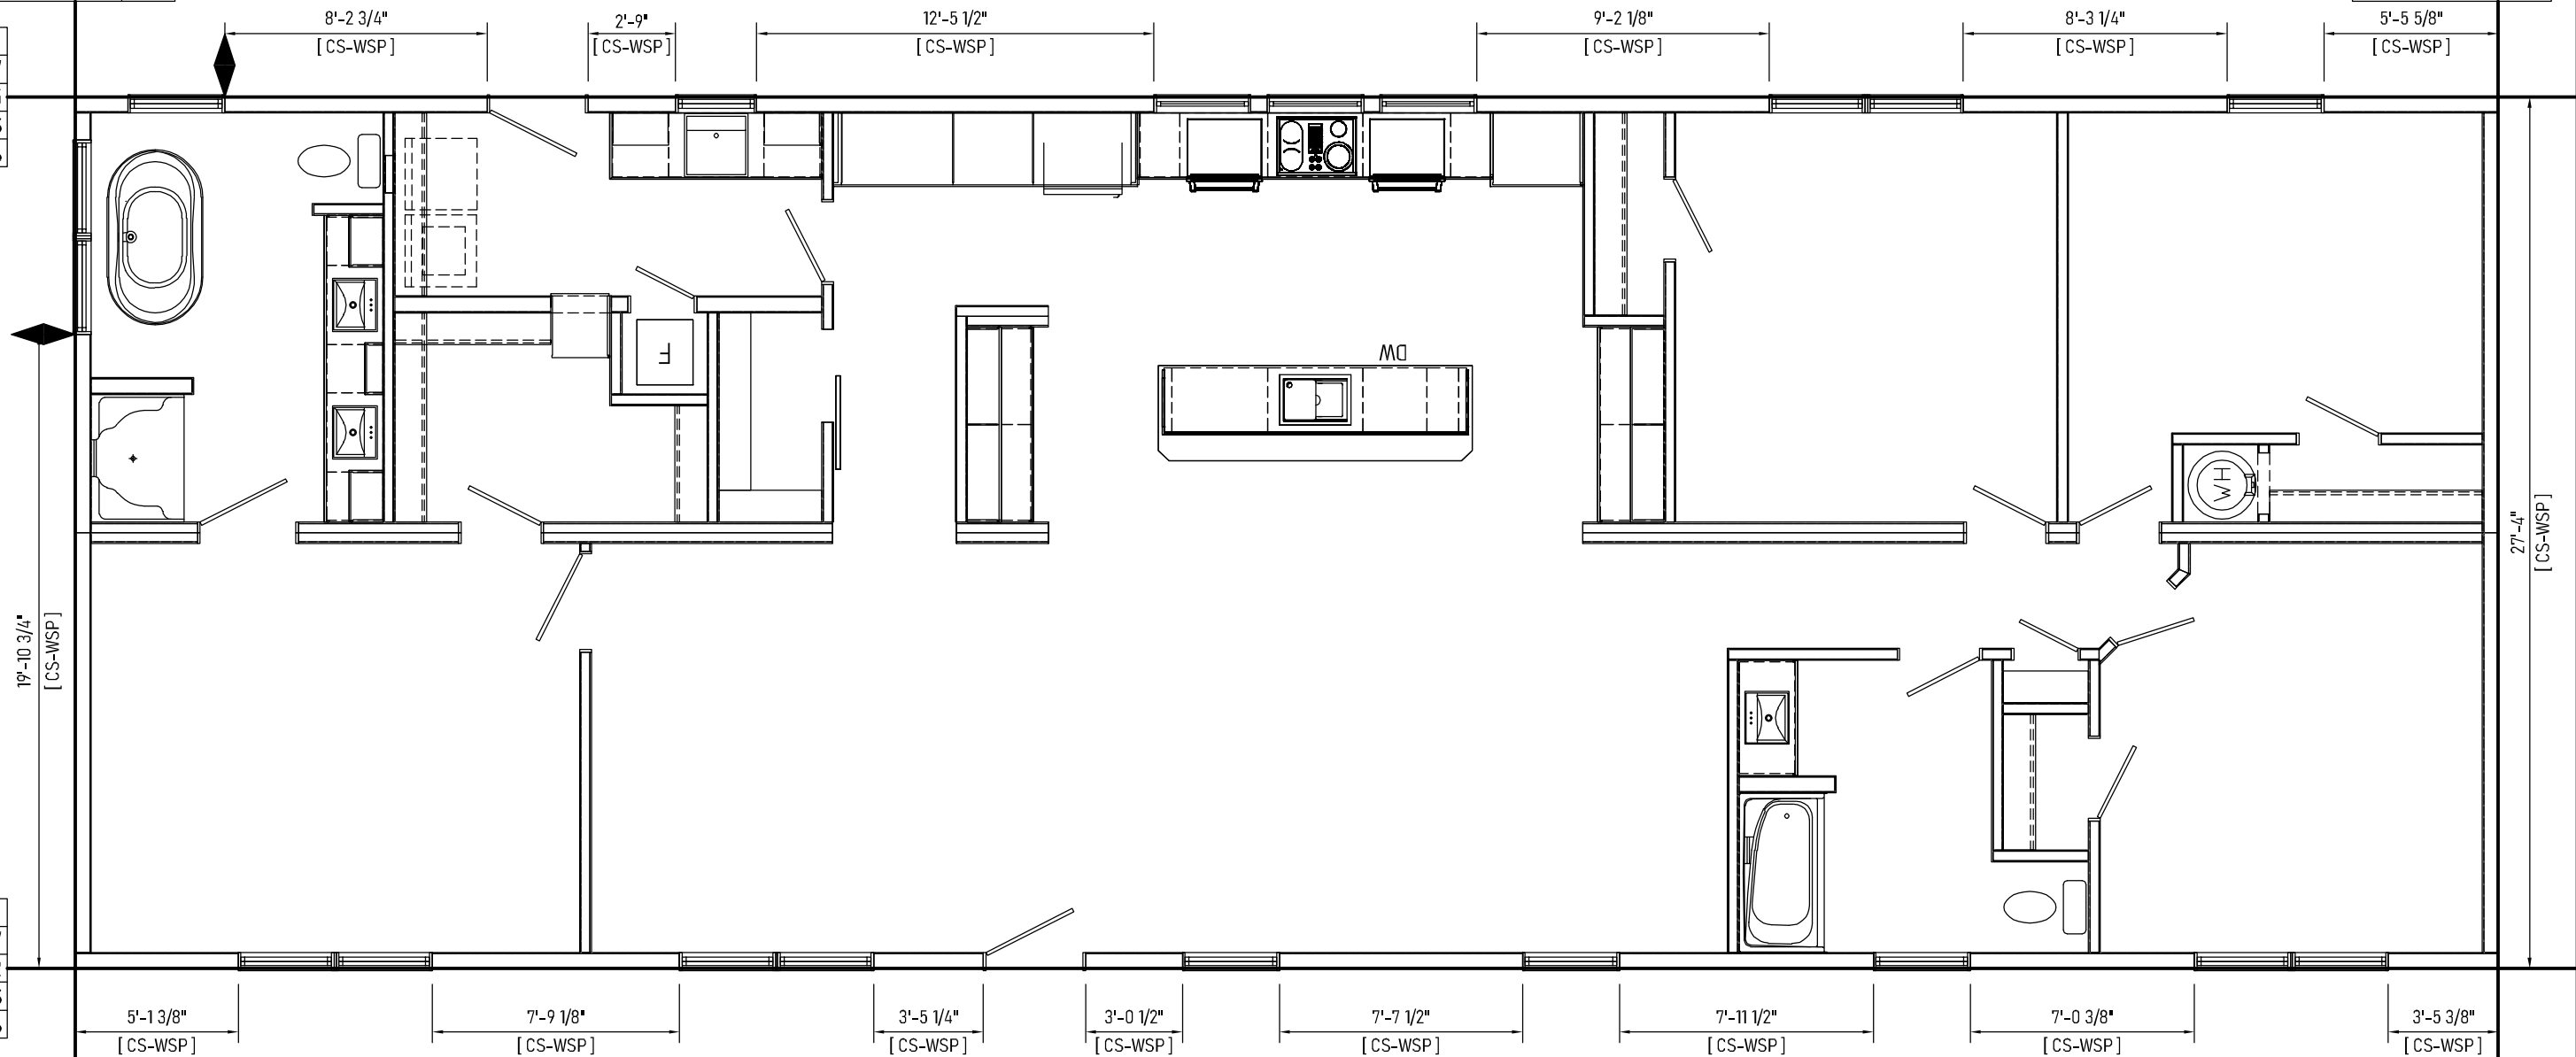 8'-2 3/4"
[CS-WSP]
2'-9"
[CS-WSP]
12'-5 1/2"
[CS-WSP]
9'-2 1/8"
[CS-WSP]
8'-3 1/4"
[CS-WSP]
5'-5 5/8"
[CS-WSP]
F
DW
WH
19'-10 3/4"
[CS-WSP]
27'-4"
[CS-WSP]
5'-1 3/8"
[CS-WSP]
7'-9 1/8"
[CS-WSP]
3'-5 1/4"
[CS-WSP]
3'-0 1/2"
[CS-WSP]
7'-7 1/2"
[CS-WSP]
7'-11 1/2"
[CS-WSP]
7'-0 3/8"
[CS-WSP]
3'-5 3/8"
[CS-WSP]